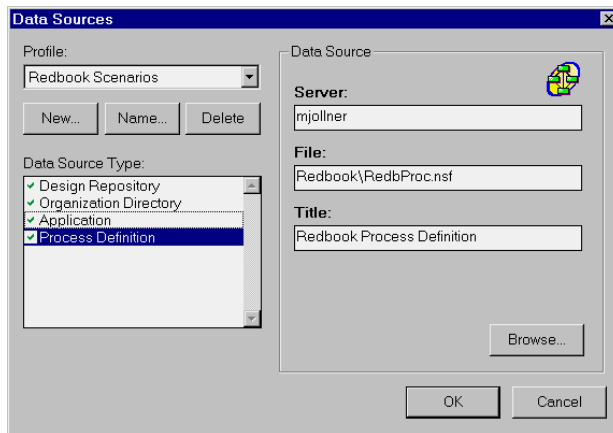 Data Sources
Profile:
Redbook Scenarios
New...
Name...
Delete
Data Source Type:
Design Repository
Organization Directory
Application
Process Definition
Data Source
Server:
mjollner
File:
Redbook\RedbProc.nsf
Title:
Redbook Process Definition
Browse...
OK
Cancel